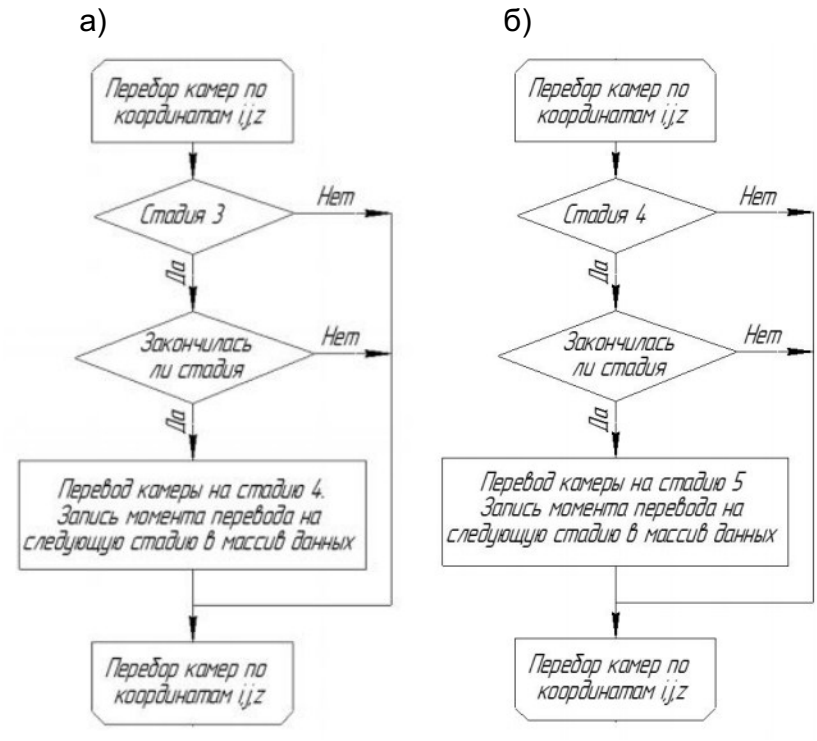 а)
Перебор камер по
координатам i,j,z
Стадия 3
Нет
Да
Закончилась
ли стадия
Нет
Да
Перевод камеры на стадию 4.
Запись момента перевода на
следующую стадию в массив данных
Перебор камер по
координатам i,j,z
б)
Перебор камер по
координатам i,j,z
Стадия 4
Нет
Да
Закончилась
ли стадия
Нет
Да
Перевод камеры на стадию 5
Запись момента перевода на
следующую стадию в массив данных
Перебор камер по
координатам i,j,z